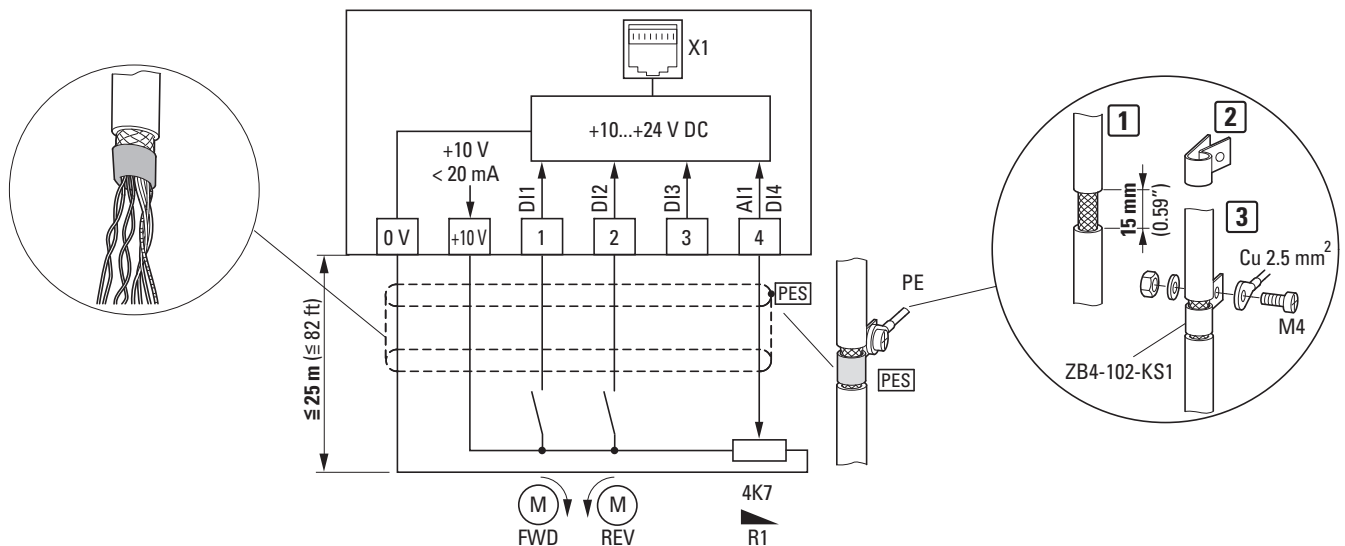 X1
+10...+24 V DC
+10 V
< 20 mA
DI1
DI2
DI3
AI1
DI4
0 V
+10 V
1
2
3
4
≦ 25 m (≦ 82 ft)
PES
PE
PES
M
FWD
M
REV
4K7
R1
1
2
15 mm
(0.59″)
3
Cu 2.5 mm²
M4
ZB4-102-KS1